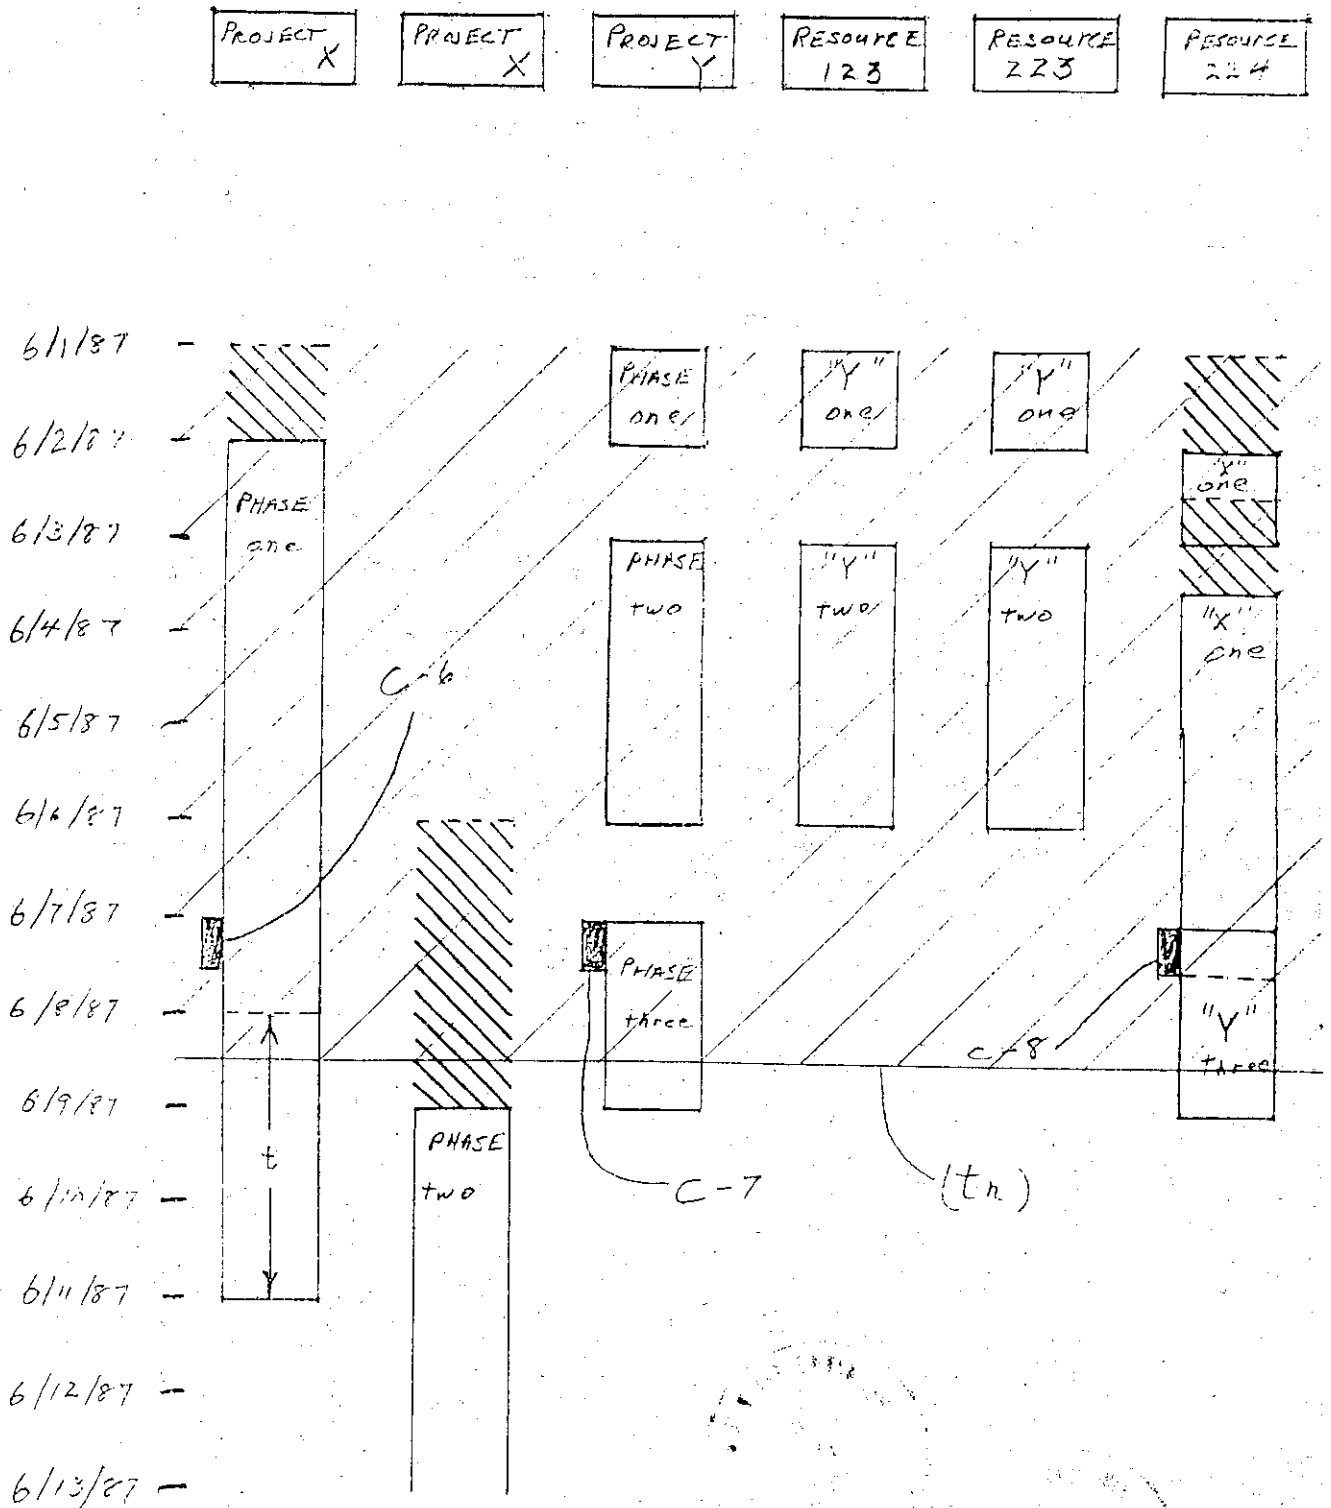 PROJECT
X
PROJECT
X
PROJECT
Y
RESOURCE
123
RESOURCE
223
RESOURCE
224
6/1/87
6/2/87
6/3/87
6/4/87
6/5/87
6/6/87
6/7/87
6/8/87
6/9/87
6/10/87
6/11/87
6/12/87
6/13/87
PHASE
one
C-6
t
PHASE
two
PHASE
one
PHASE
two
PHASE
three
C-7
"Y"
one
"Y"
two
(tn)
"Y"
one
"Y"
two
"X"
one
"X"
one
"Y"
three
C-8